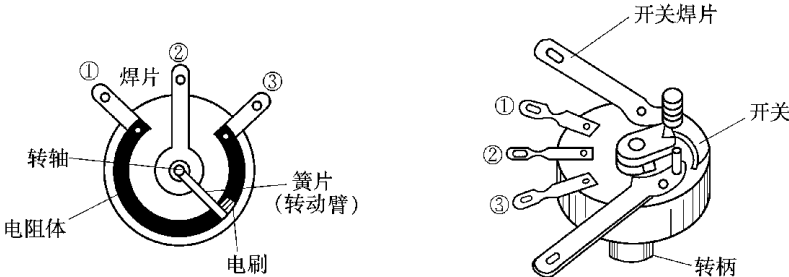 ①
焊片
②
③
转轴
簧片
(转动臂)
电阻体
电刷
开关焊片
①
开关
②
③
转柄